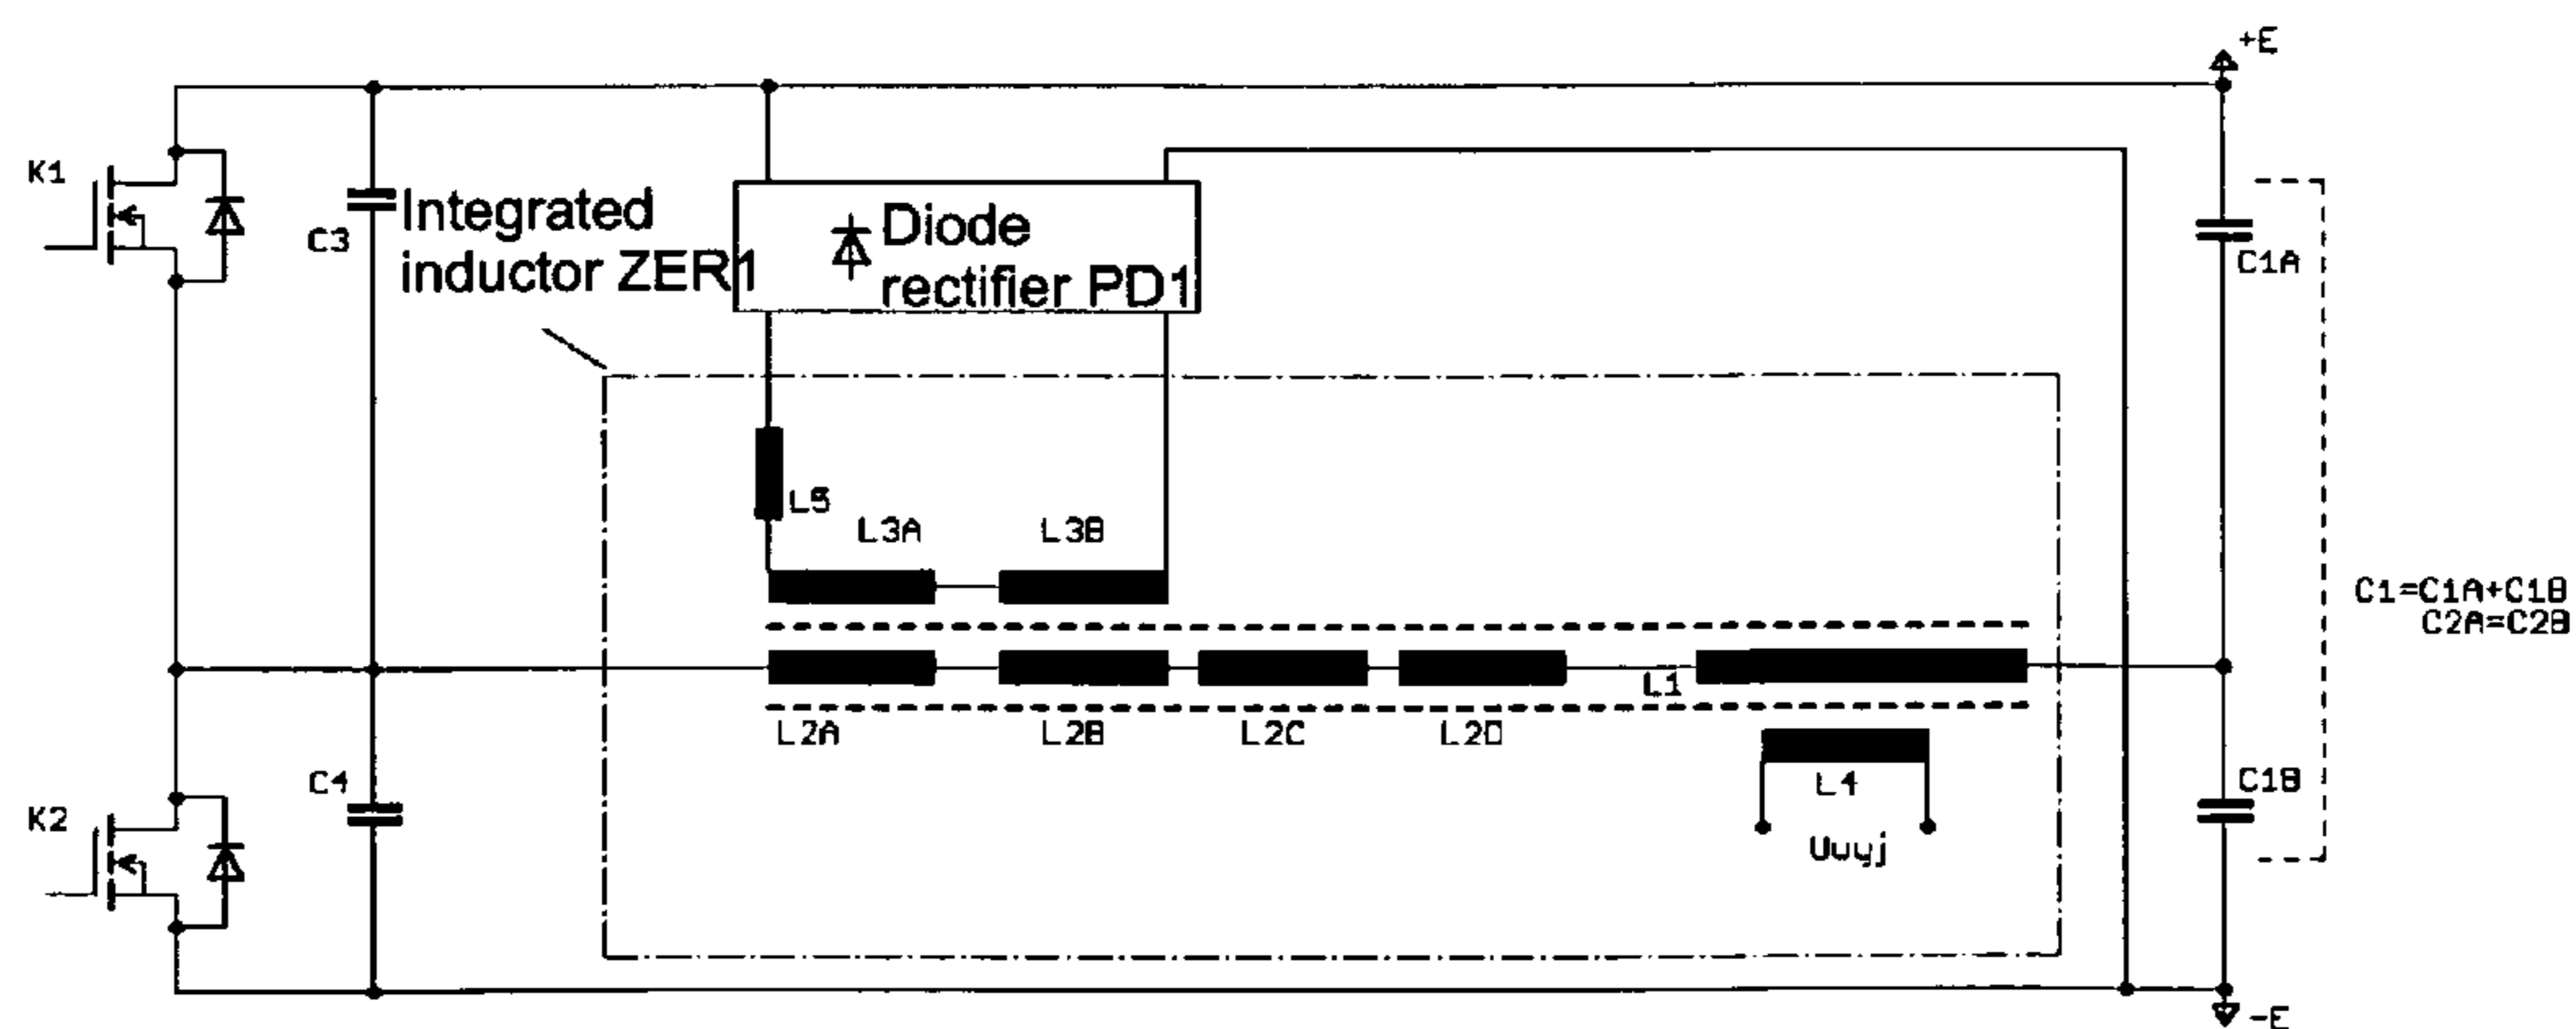 +E
K1
C3
Integrated
inductor ZER1
Diode
rectifier PD1
C1A
L5
L3A
L3B
C1=C1A+C1B
C2A=C2B
L1
L2A
L2B
L2C
L2D
K2
C4
L4
Uwyj
C1B
-E